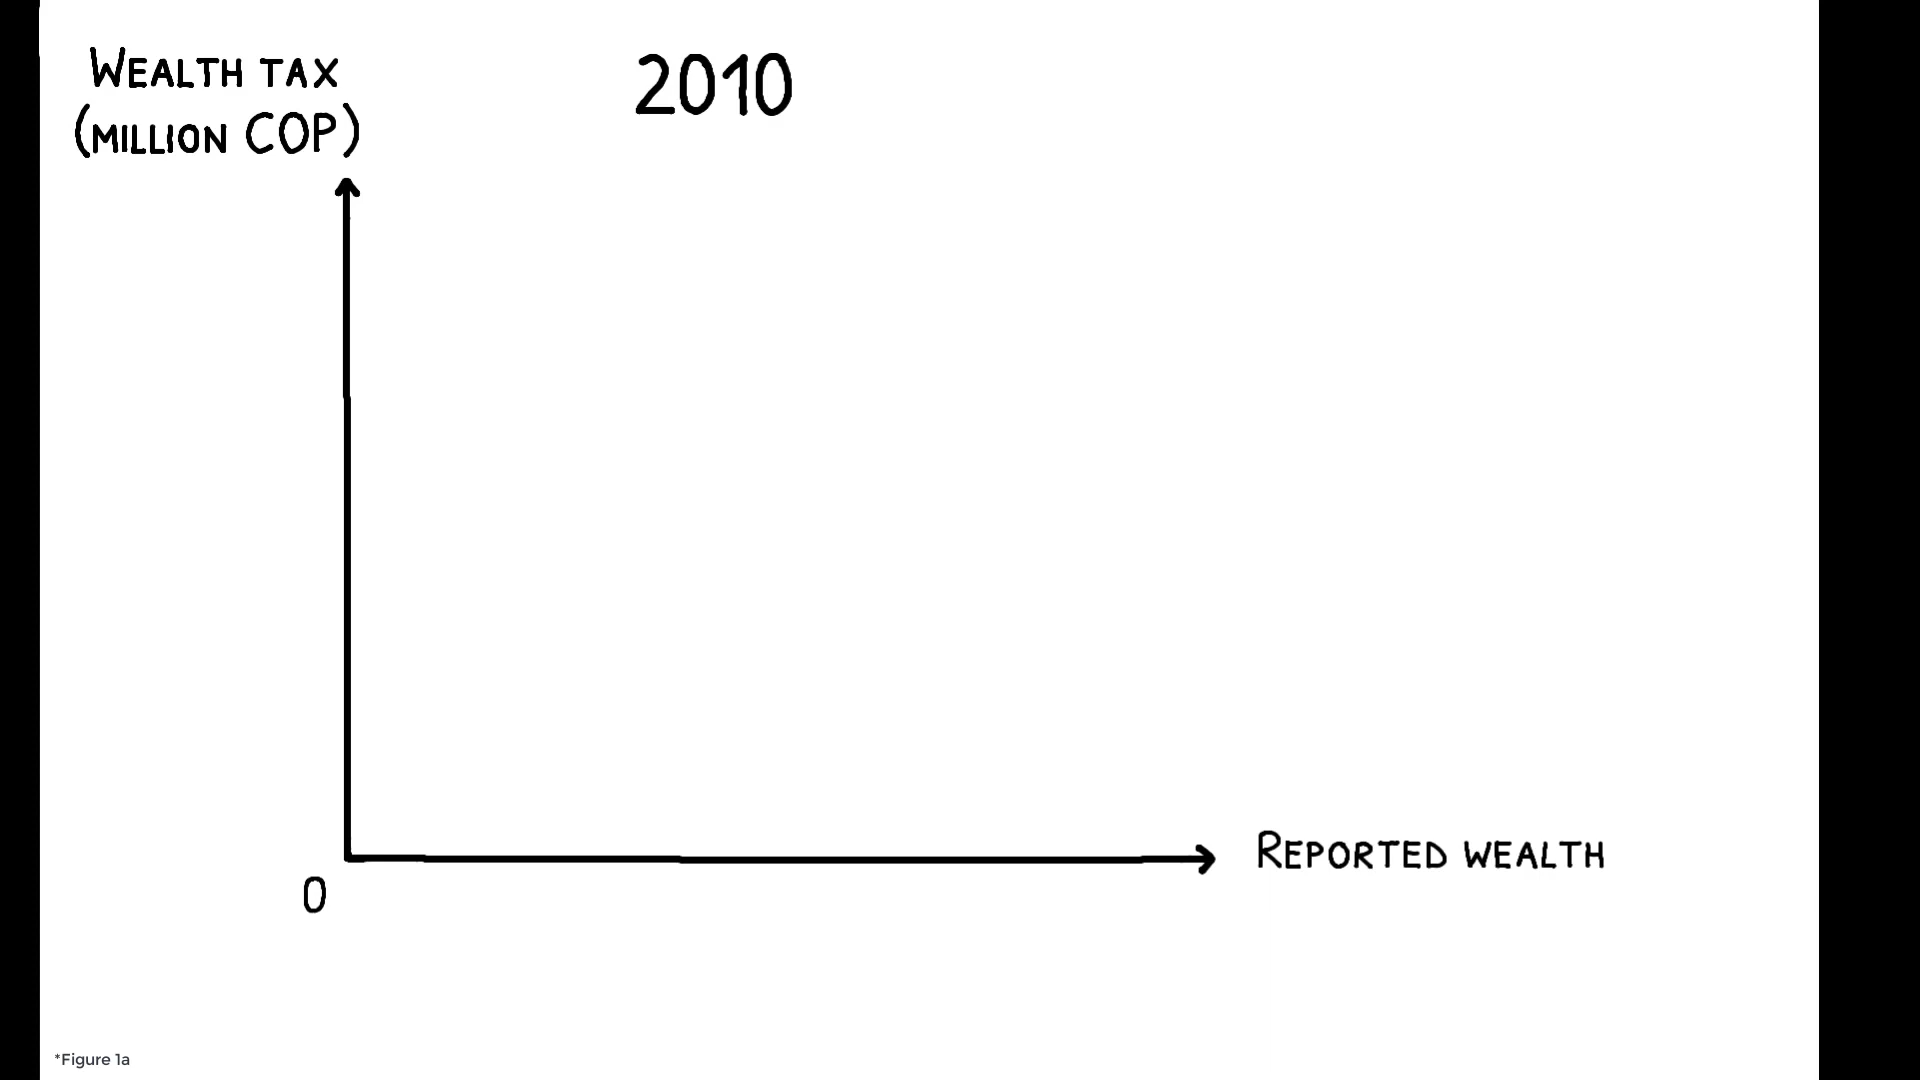 WEALTH TAX
(MILLION COP)
2010
REPORTED WEALTH
0
*Figure 1a